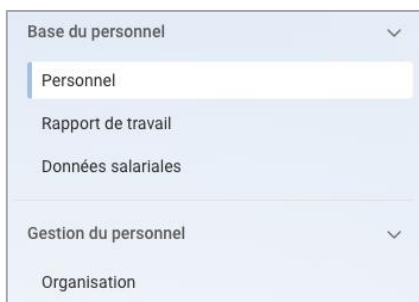 Base du personnel
Personnel
Rapport de travail
Données salariales
Gestion du personnel
Organisation